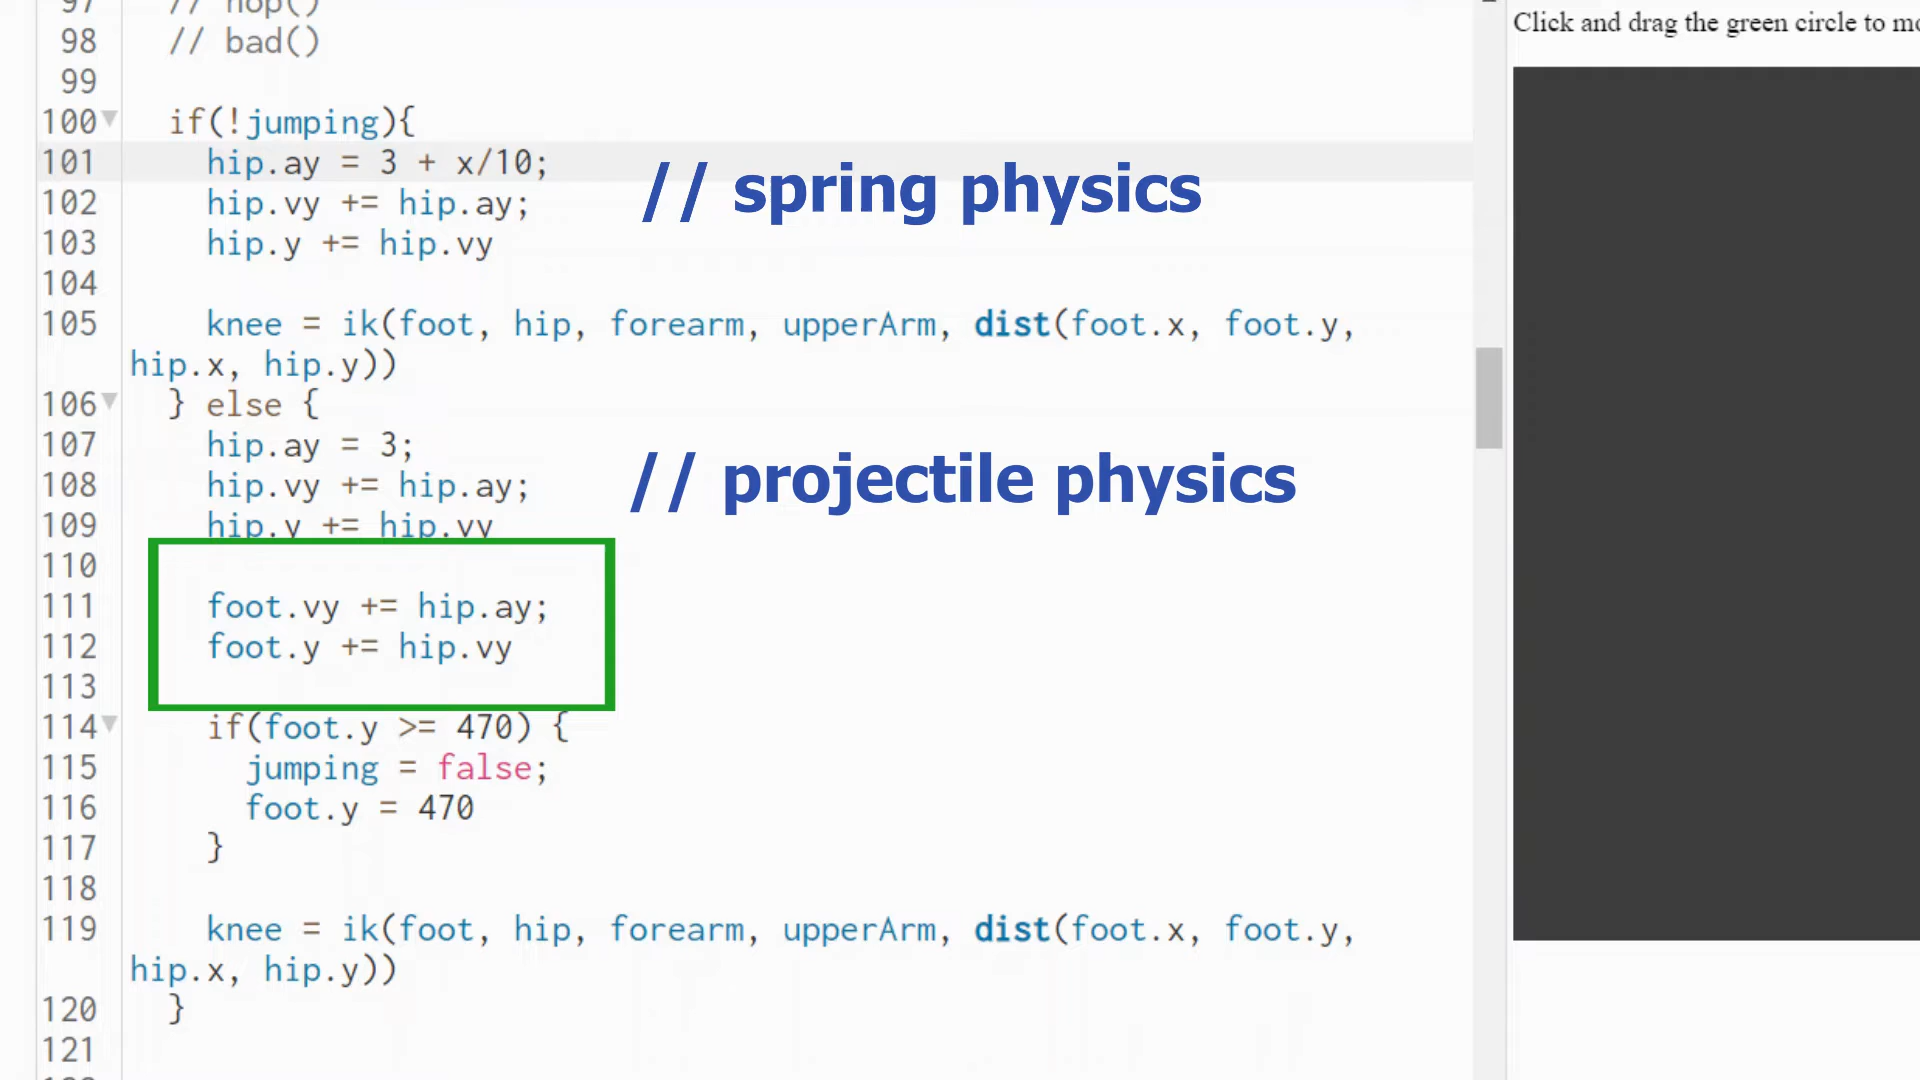 97 // hop()
98 // bad()
99
100 if(!jumping){
101 hip.ay = 3 + x/10;
// spring physics
102 hip.vy += hip.ay;
103 hip.y += hip.vy
104
105 knee = ik(foot, hip, forearm, upperArm, dist(foot.x, foot.y,
hip.x, hip.y))
106 } else {
107 hip.ay = 3;
// projectile physics
108 hip.vy += hip.ay;
109 hip.y += hip.vy
110
111 foot.vy += hip.ay;
112 foot.y += hip.vy
113
114 if(foot.y >= 470) {
115 jumping = false;
116 foot.y = 470
117 }
118
119 knee = ik(foot, hip, forearm, upperArm, dist(foot.x, foot.y,
hip.x, hip.y))
120 }
121
Click and drag the green circle to